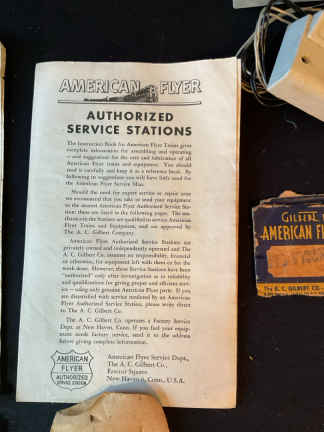 AMERICAN FLYER
AUTHORIZED
SERVICE STATIONS
The Instruction Book for American Flyer Trains gives
complete information for assembling and operating
— and suggestions for the care and lubrication of all
American Flyer trains and equipment. You should
read it carefully and keep it as a reference book. By
following its suggestions you will have little need for
the American Flyer Service Man.
Should the need for expert service or repair arise
we recommend that you take or send your equipment
to the nearest American Flyer Authorized Service Sta-
tion; these are listed in the following pages. The sta-
tions are qualified to service American
Flyer Trains and Equipment, and are approved by
The A. C. Gilbert Company.
American Flyer Authorized Service Stations are
privately owned and independently operated and The
A. C. Gilbert Co. assumes no responsibility, financial
or otherwise, for equipment left with them or for the
work done. However, these Service Stations have been
"authorized" only after investigation as to reliability
and qualifications for giving proper and efficient serv-
ice - using only genuine American Flyer parts. If you
are dissatisfied with service rendered by an American
Flyer Authorized Service Station, please write direct
to The A. C. Gilbert Co.
The A. C. Gilbert Co. operates a Factory Service
Dept. at New Haven, Conn. If you find your equip-
ment needs factory service, send it to the address
below giving complete information.
AMERICAN
FLYER
AUTHORIZED
SERVICE STATION
American Flyer Service Dept.,
The A. C. Gilbert Co.,
Erector Square
New Haven 6, Conn., U.S.A.
GILBERT
AMERICAN FL
The A. C. GILBERT CO.